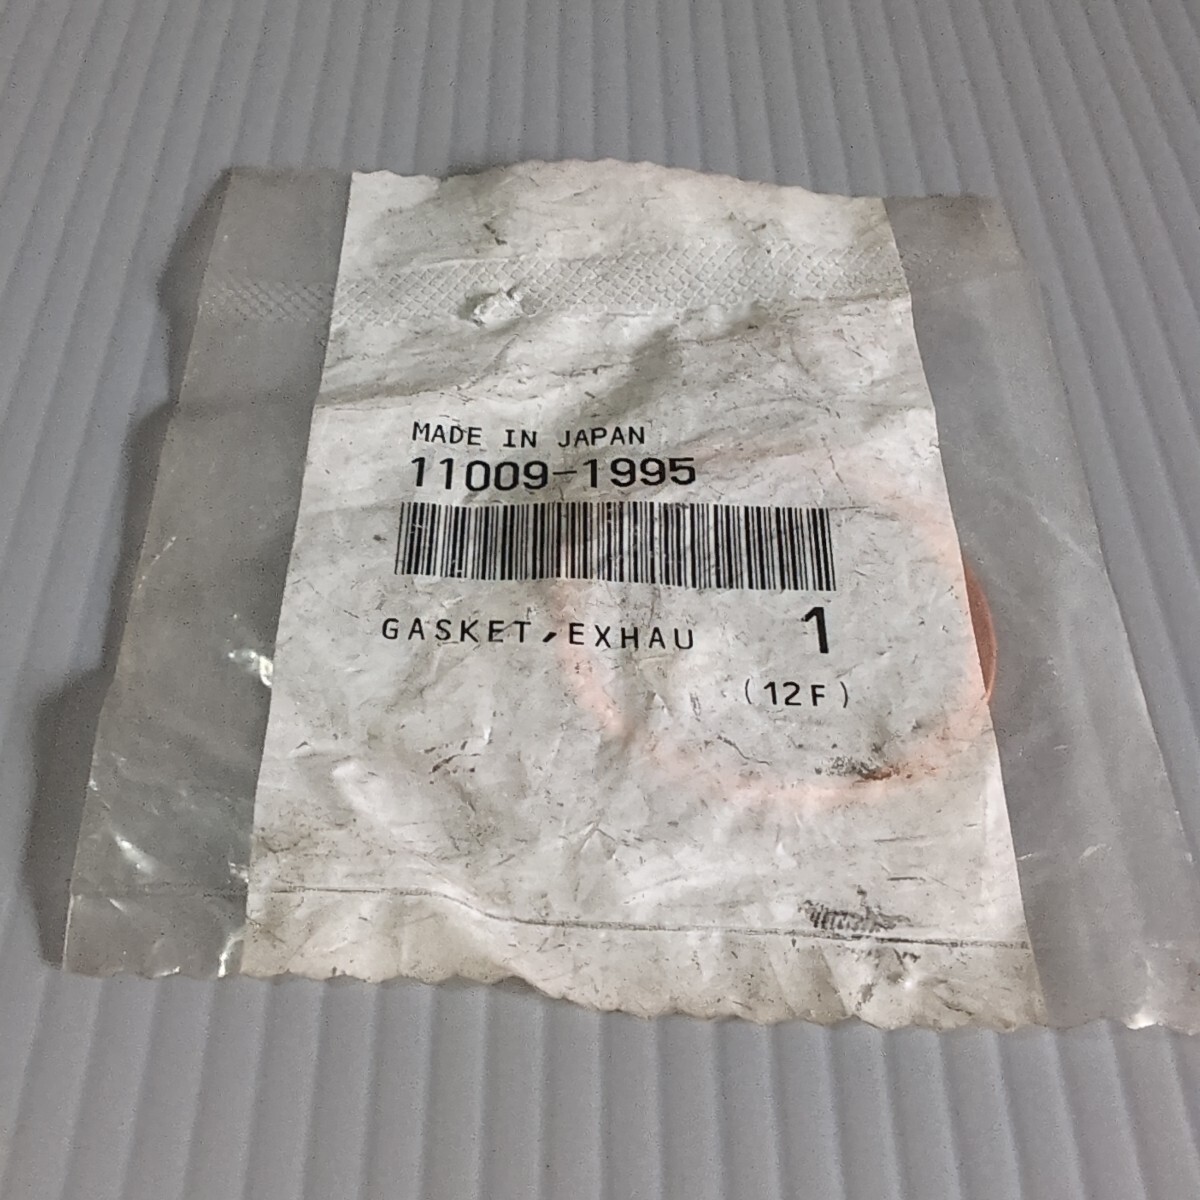 MADE IN JAPAN
11009-1995
GASKET,EXHAU 1
(12F)